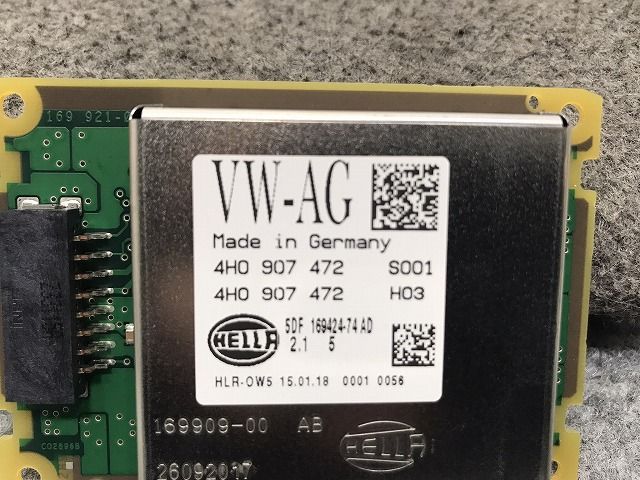 169 921-0
VW-AG
Made in Germany
4H0 907 472 S001
4H0 907 472 H03
HELLA
5DF 169424-74 AD
2.1 5
HLR-OW5 15.01.18 0001 0056
169909-00 AB
HELLA
26092017